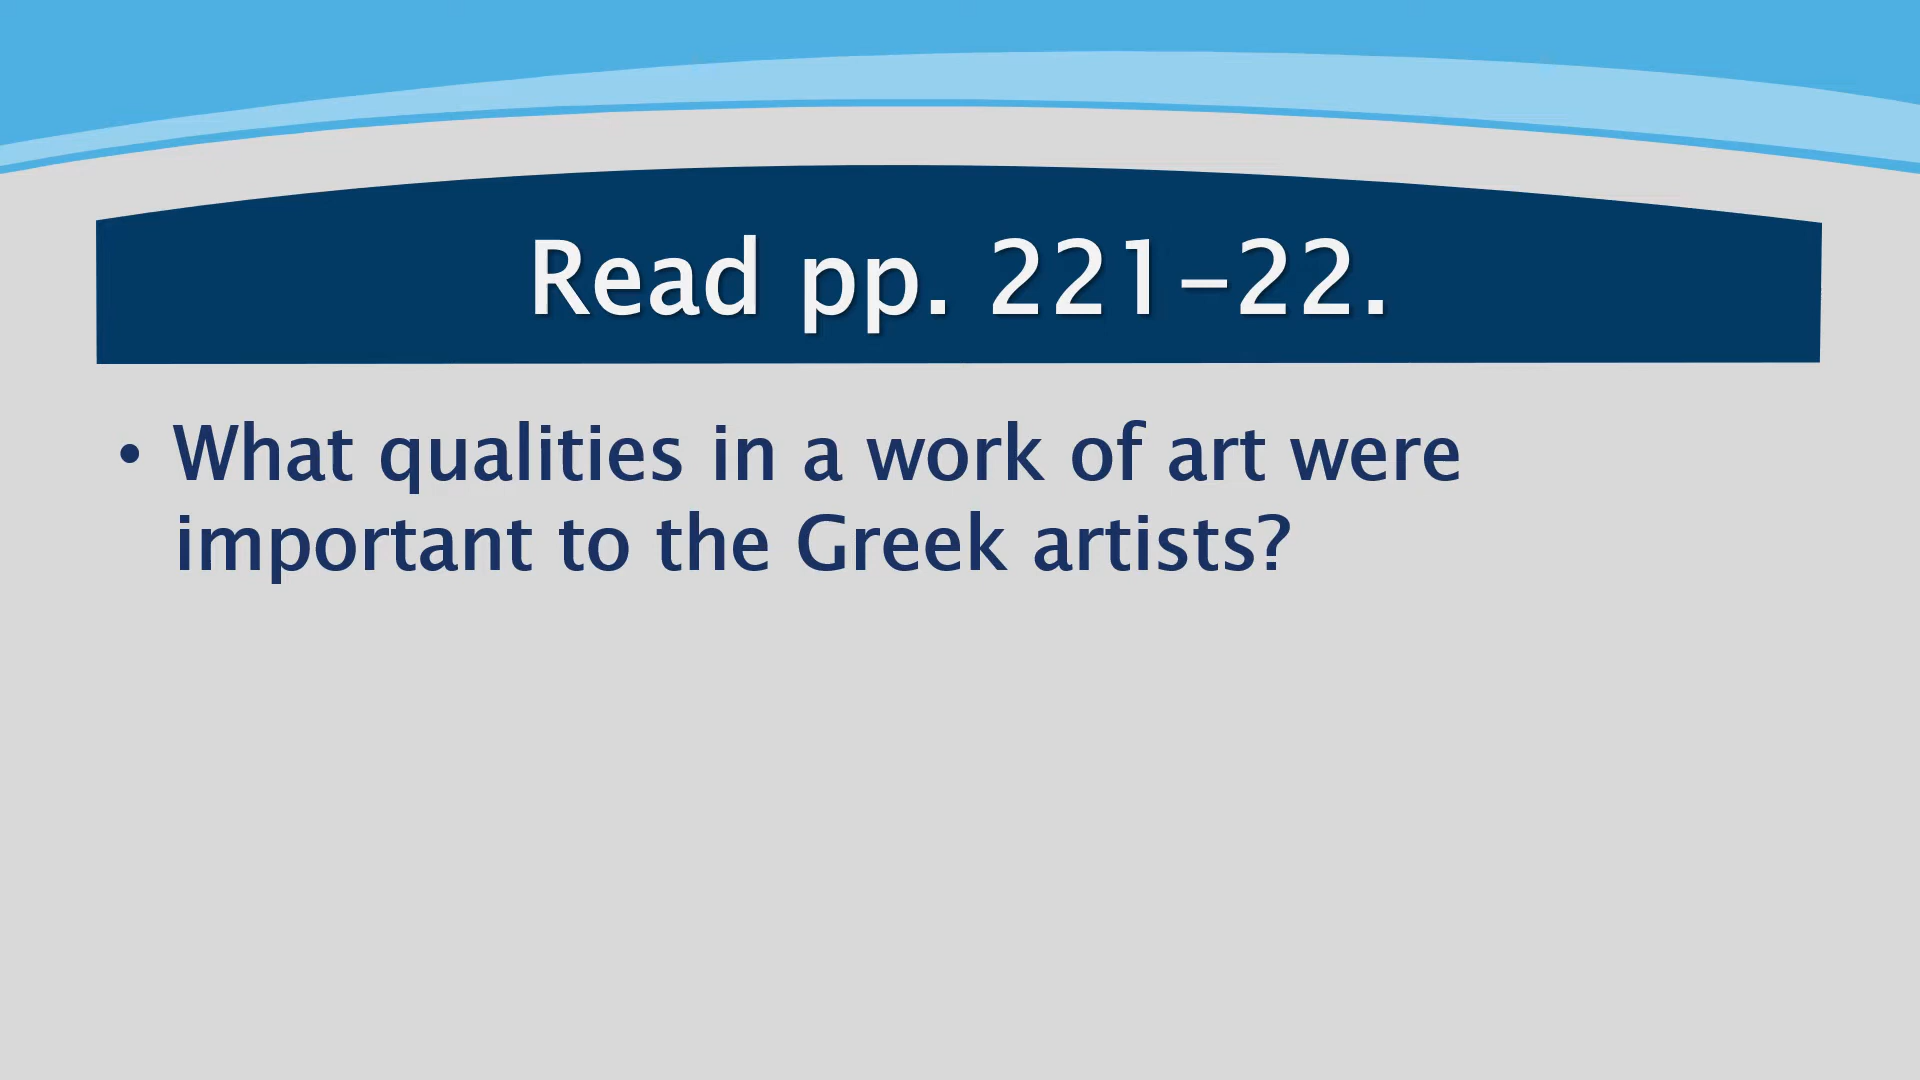 Read pp. 221–22.
• What qualities in a work of art were
important to the Greek artists?